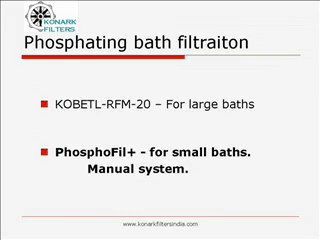 KONARK
FILTERS
Phosphating bath filtraiton
KOBETL-RFM-20 – For large baths
PhosphoFil+ - for small baths.
Manual system.
www.konarkfiltersindia.com